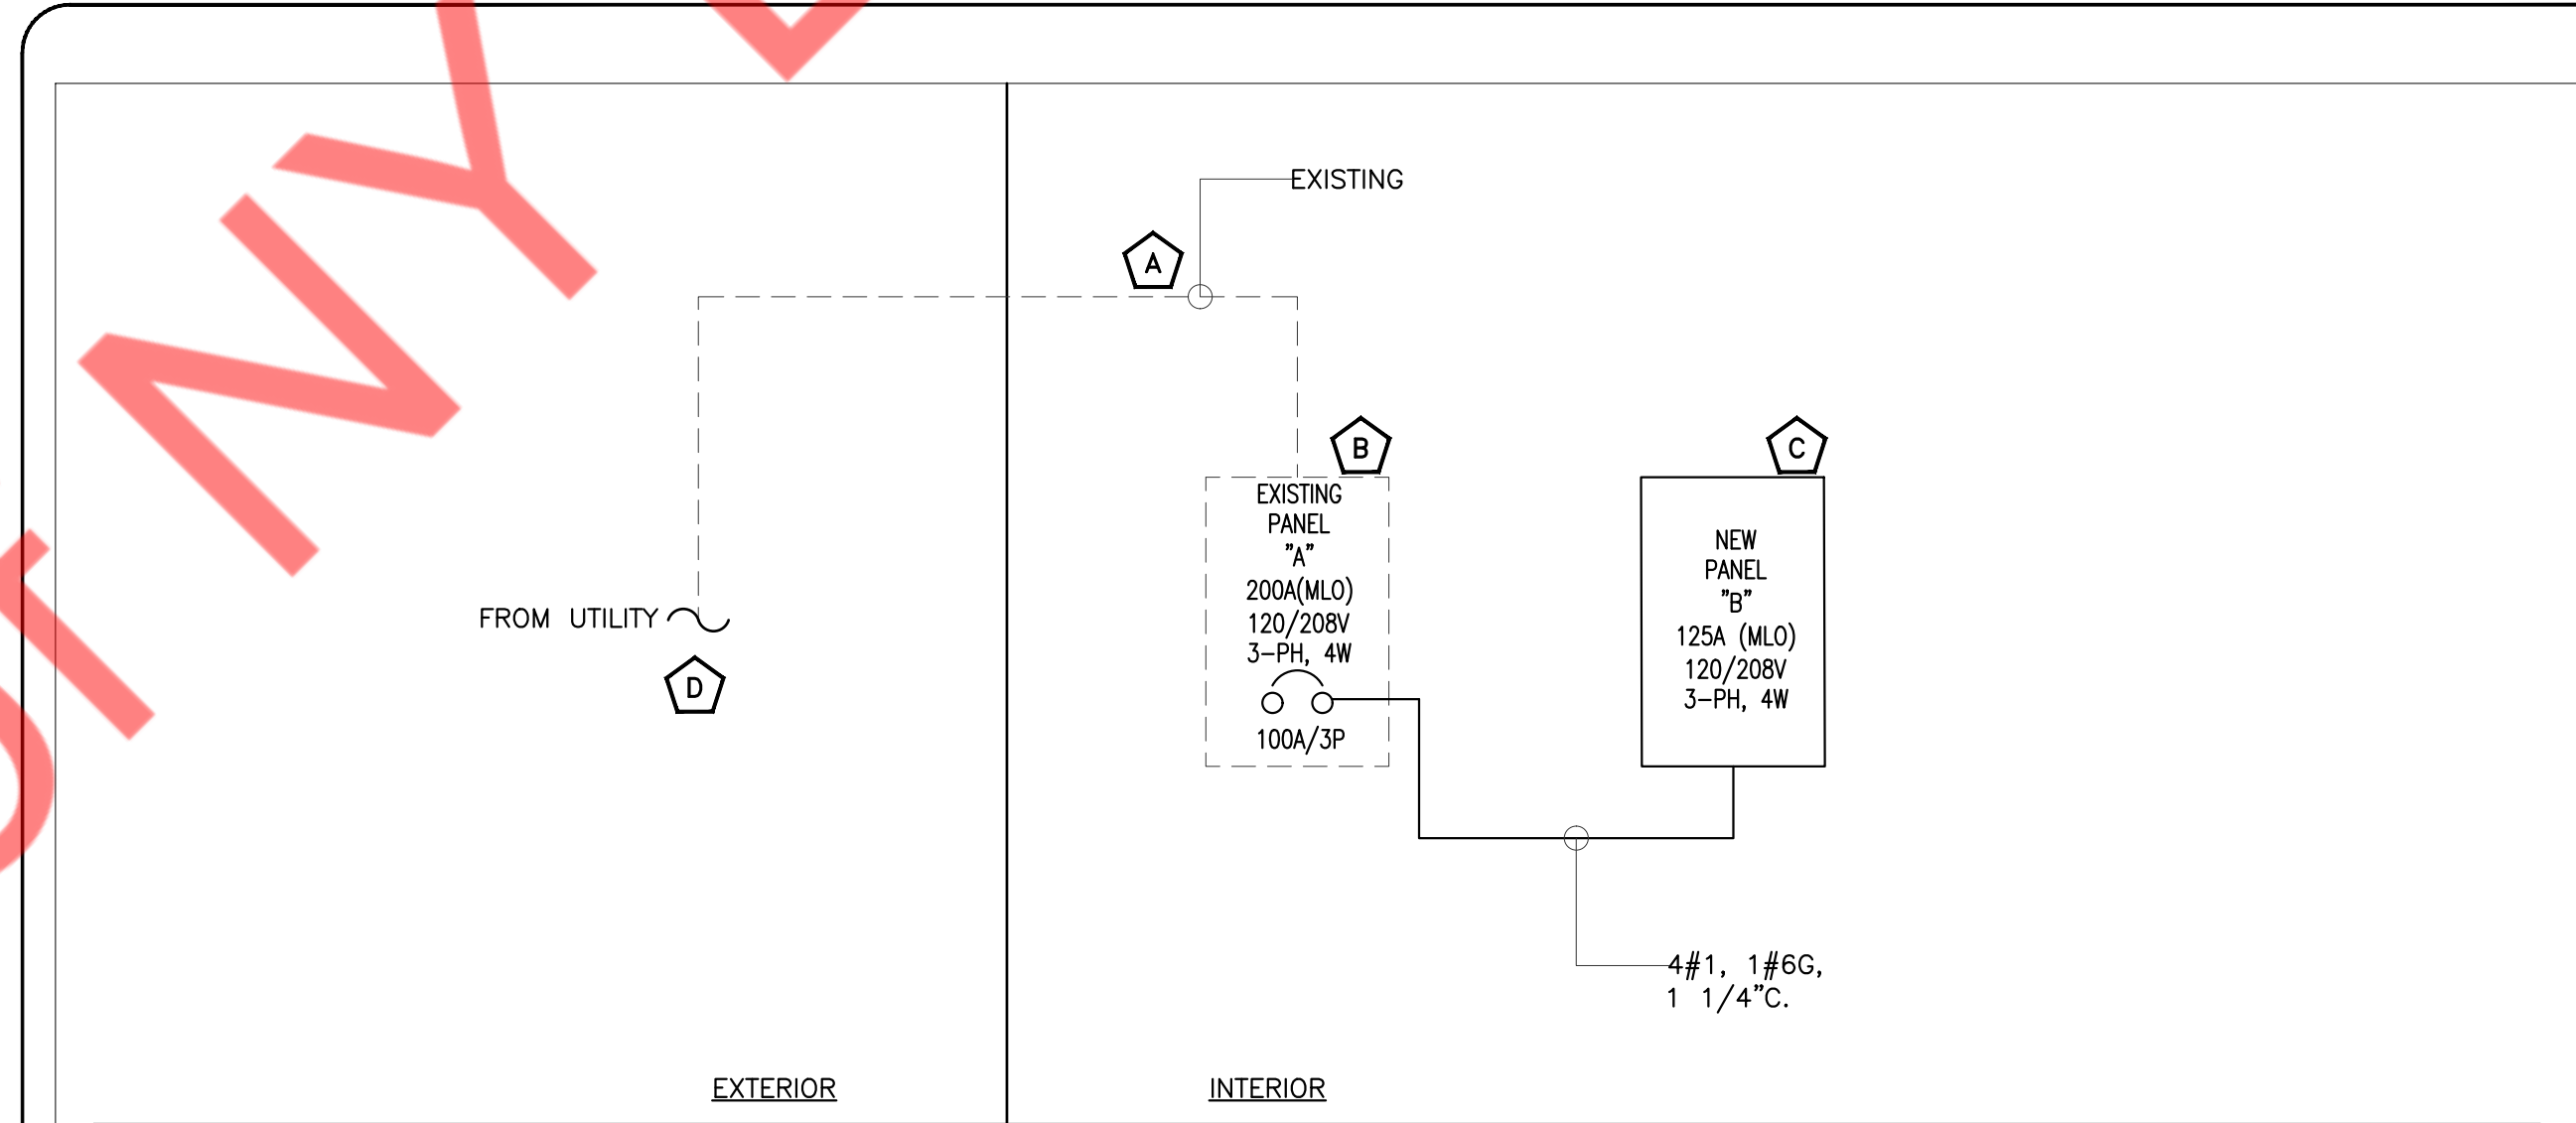 EXISTING
A
B
C
EXISTING
PANEL
"A"
200A(MLO)
120/208V
3-PH, 4W
100A/3P
NEW
PANEL
"B"
125A (MLO)
120/208V
3-PH, 4W
FROM UTILITY
D
4#1, 1#6G,
1 1/4"C.
EXTERIOR
INTERIOR
NY